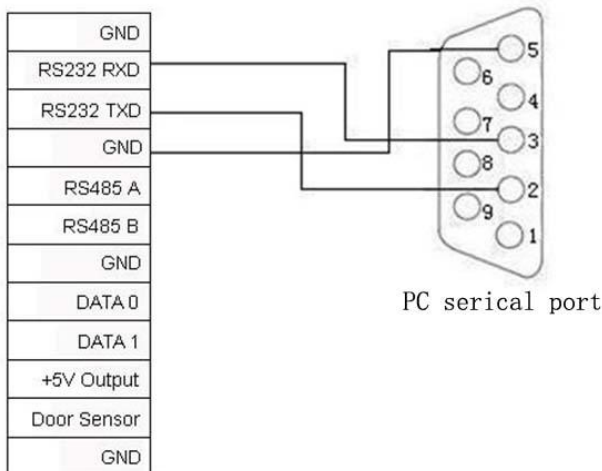 GND
RS232 RXD
RS232 TXD
GND
RS485 A
RS485 B
GND
DATA 0
DATA 1
+5V Output
Door Sensor
GND
5
6
4
7
3
8
2
9
1
PC serical port